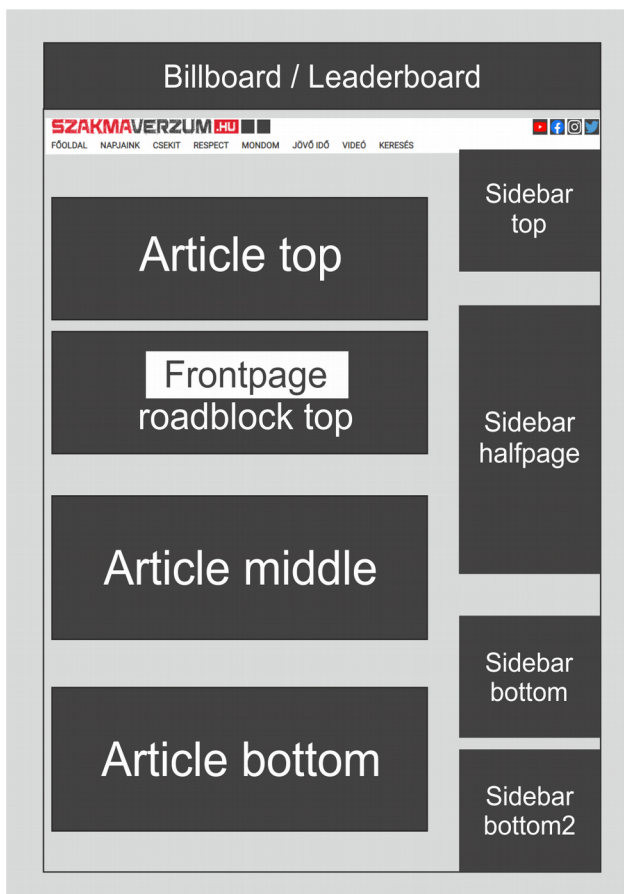 Billboard / Leaderboard
SZAKMAVERZUM.HU
FŐOLDAL NAPJAINK CSEKIT RESPECT MONDOM JÖVŐ IDŐ VIDEÓ KERESÉS
Sidebar
top
Article top
Frontpage
roadblock top
Sidebar
halfpage
Article middle
Sidebar
bottom
Article bottom
Sidebar
bottom2